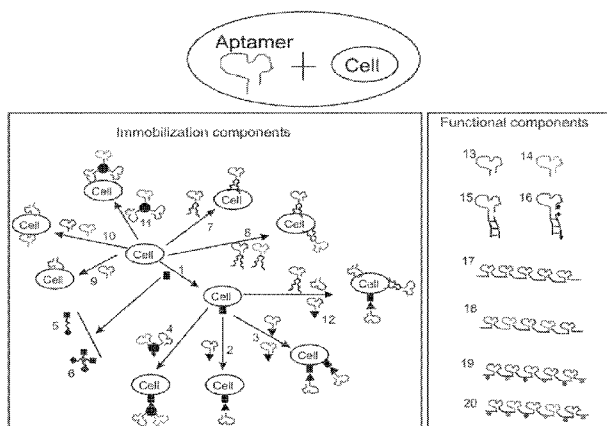 Aptamer
Cell
Immobilization components
Functional components
13
14
Cell
Cell
11
7
15
16
Cell
Cell
10
8
Cell
17
Cell
9
1
Cell
Cell
12
18
5
4
3
6
2
Cell
19
Cell
Cell
20